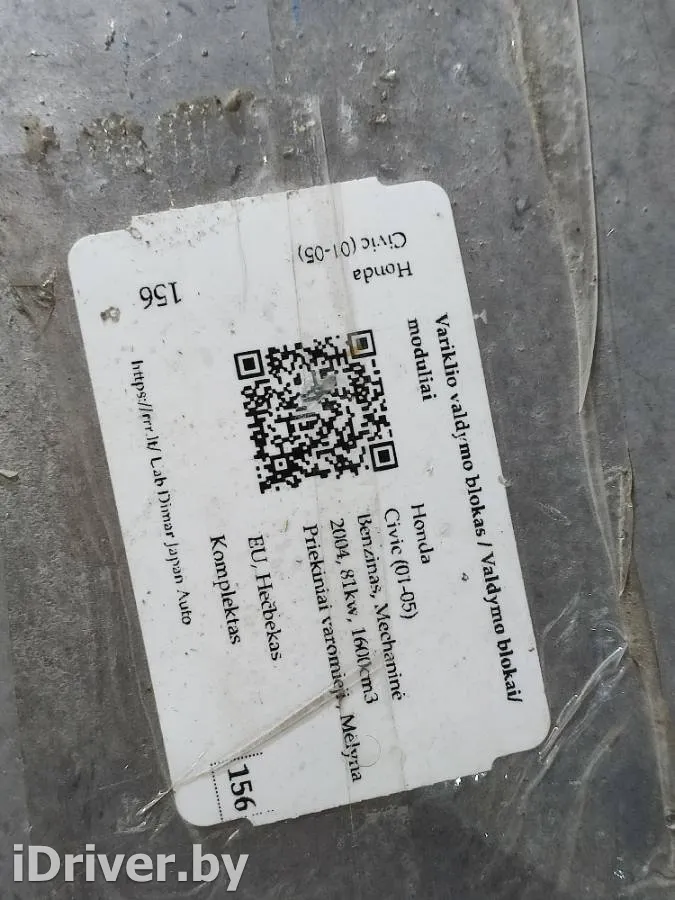 Variklio valdymo blokas / Valdymo blokai/
moduliai
Honda
Civic (01-05)
Honda
Civic (01-05)
Benzinas, Mechaninė
2004, 81kw, 1600cm3
Priekiniai varomieji, Mėlyna
EU, Hečbekas
Komplektas
156
https://rrr.lt/ Lab Dimar Japan Auto
156
iDriver.by